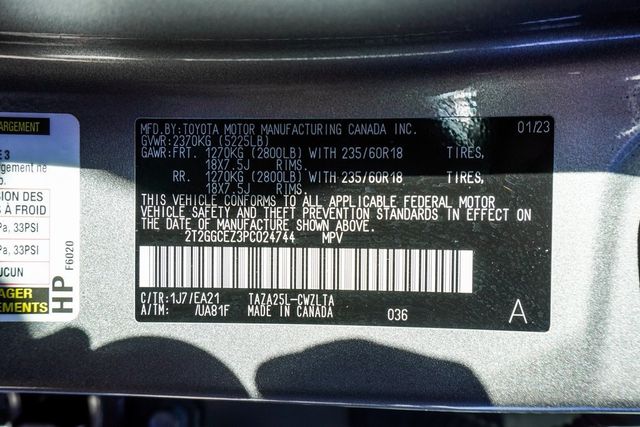 ARGEMENT
E 3
rgement ne
p.
SION DES
S À FROID
Pa, 33PSI
Pa, 33PSI
UCUN
AGER
EMENTS
HP
F6020
MFD. BY:TOYOTA MOTOR MANUFACTURING CANADA INC. 01/23
GVWR: 2370KG (5225LB)
GAWR:FRT. 1270KG (2800LB) WITH 235/60R18 TIRES,
18X7.5J RIMS.
RR. 1270KG (2800LB) WITH 235/60R18 TIRES,
18X7.5J RIMS.
THIS VEHICLE CONFORMS TO ALL APPLICABLE FEDERAL MOTOR
VEHICLE SAFETY AND THEFT PREVENTION STANDARDS IN EFFECT ON
THE DATE OF MANUFACTURE SHOWN ABOVE.
2T2GGCEZ3PC024744 MPV
C/TR:1J7/EA21 TAZA25L-CWZLTA
A/TM: /UA81F MADE IN CANADA 036 A